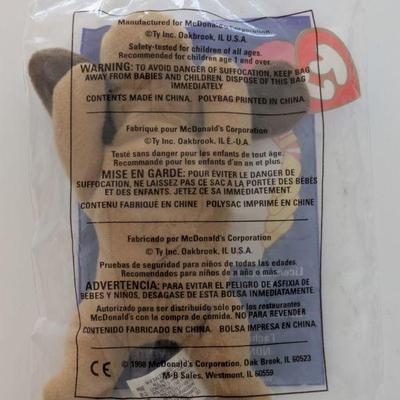 Manufactured for McDonald's Corporation
©Ty Inc. Oakbrook, IL U.S.A.
Safety-tested for children of all ages.
Recommended for children age 1 and over.
WARNING: TO AVOID DANGER OF SUFFOCATION, KEEP BAG
AWAY FROM BABIES AND CHILDREN. DISPOSE OF THIS BAG
IMMEDIATELY
CONTENTS MADE IN CHINA. POLYBAG PRINTED IN CHINA.
ty
Fabriqué pour McDonald's Corporation
©Ty Inc. Oakbrook, IL É.-U.A.
Testé sans danger pour les enfants de tout âge.
Recommandé pour les enfants d'un an et plus.
MISE EN GARDE: POUR ÉVITER LE DANGER DE
SUFFOCATION, NE LAISSEZ PAS CE SAC A LA PORTÉE DES BÉBÉS
ET DES ENFANTS. JETEZ CE SA IMMEDIATEMENT.
CONTENU FABRIQUÉ EN CHINE POLYSAC IMPRIMÉ EN CHINE
Fabricado por McDonald's Corporation
©Ty Inc. Oakbrook, IL U.S.A.
Pruebas de seguridad para niños de todas las edades.
Recomendados para niños de n año o más.
ADVERTENCIA: PARA EVITAR EL PELIGRO DE ASFIXIA DE
BEBES Y NINOS, DESAGASE DE ESTA BOLSA INMEDIATAMENTE.
Autorizado para ser distribuido sólo por los restaurantes
McDonald's con la compra de comida. NO PARA REVENDER
CONTENIDO FABRICADO EN CHINA. BOLSA IMPRESA EN CHINA.
CE © 1998 McDonald's Corporation, Oak Brook, IL 60523
M-B Sales, Westmont, IL 60559